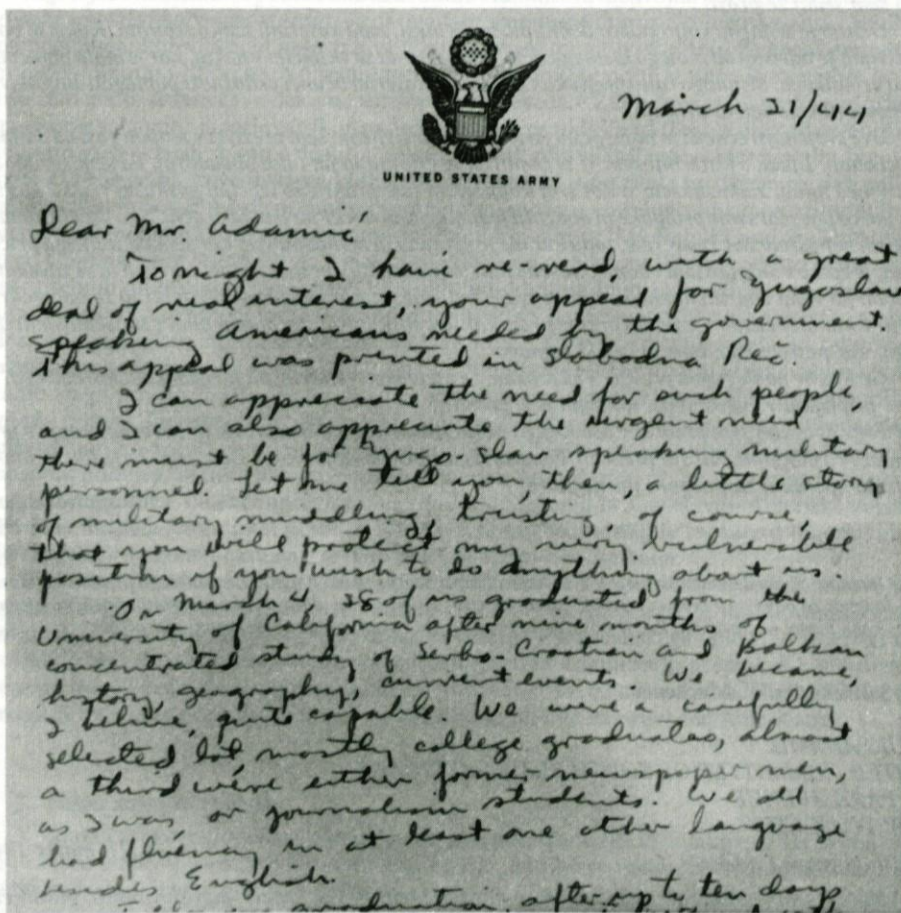 March 21/44
UNITED STATES ARMY
Dear Mr. Adamic
Tonight I have re-read, with a great
deal of real interest, your appeal for Yugoslav
speaking Americans needed by the government.
This appeal was printed in Slobodna Reč.
I can appreciate the need for such people,
and I can also appreciate the urgent need
there must be for Yugo-slav speaking military
personnel. Let me tell you, then, a little story
of military muddling, trusting, of course,
that you will protect my very vulnerable
position if you wish to do anything about us.
On March 4, 28 of us graduated from the
University of California after nine months of
concentrated study of Serbo-Croatian and Balkan
history, geography, current events. We became,
I believe, quite capable. We were a carefully
selected lot, mostly college graduates, almost
a third were either former newspaper men,
as I was, or journalism students. We all
had fluency in at least one other language
besides English.
graduation, after up to ten days